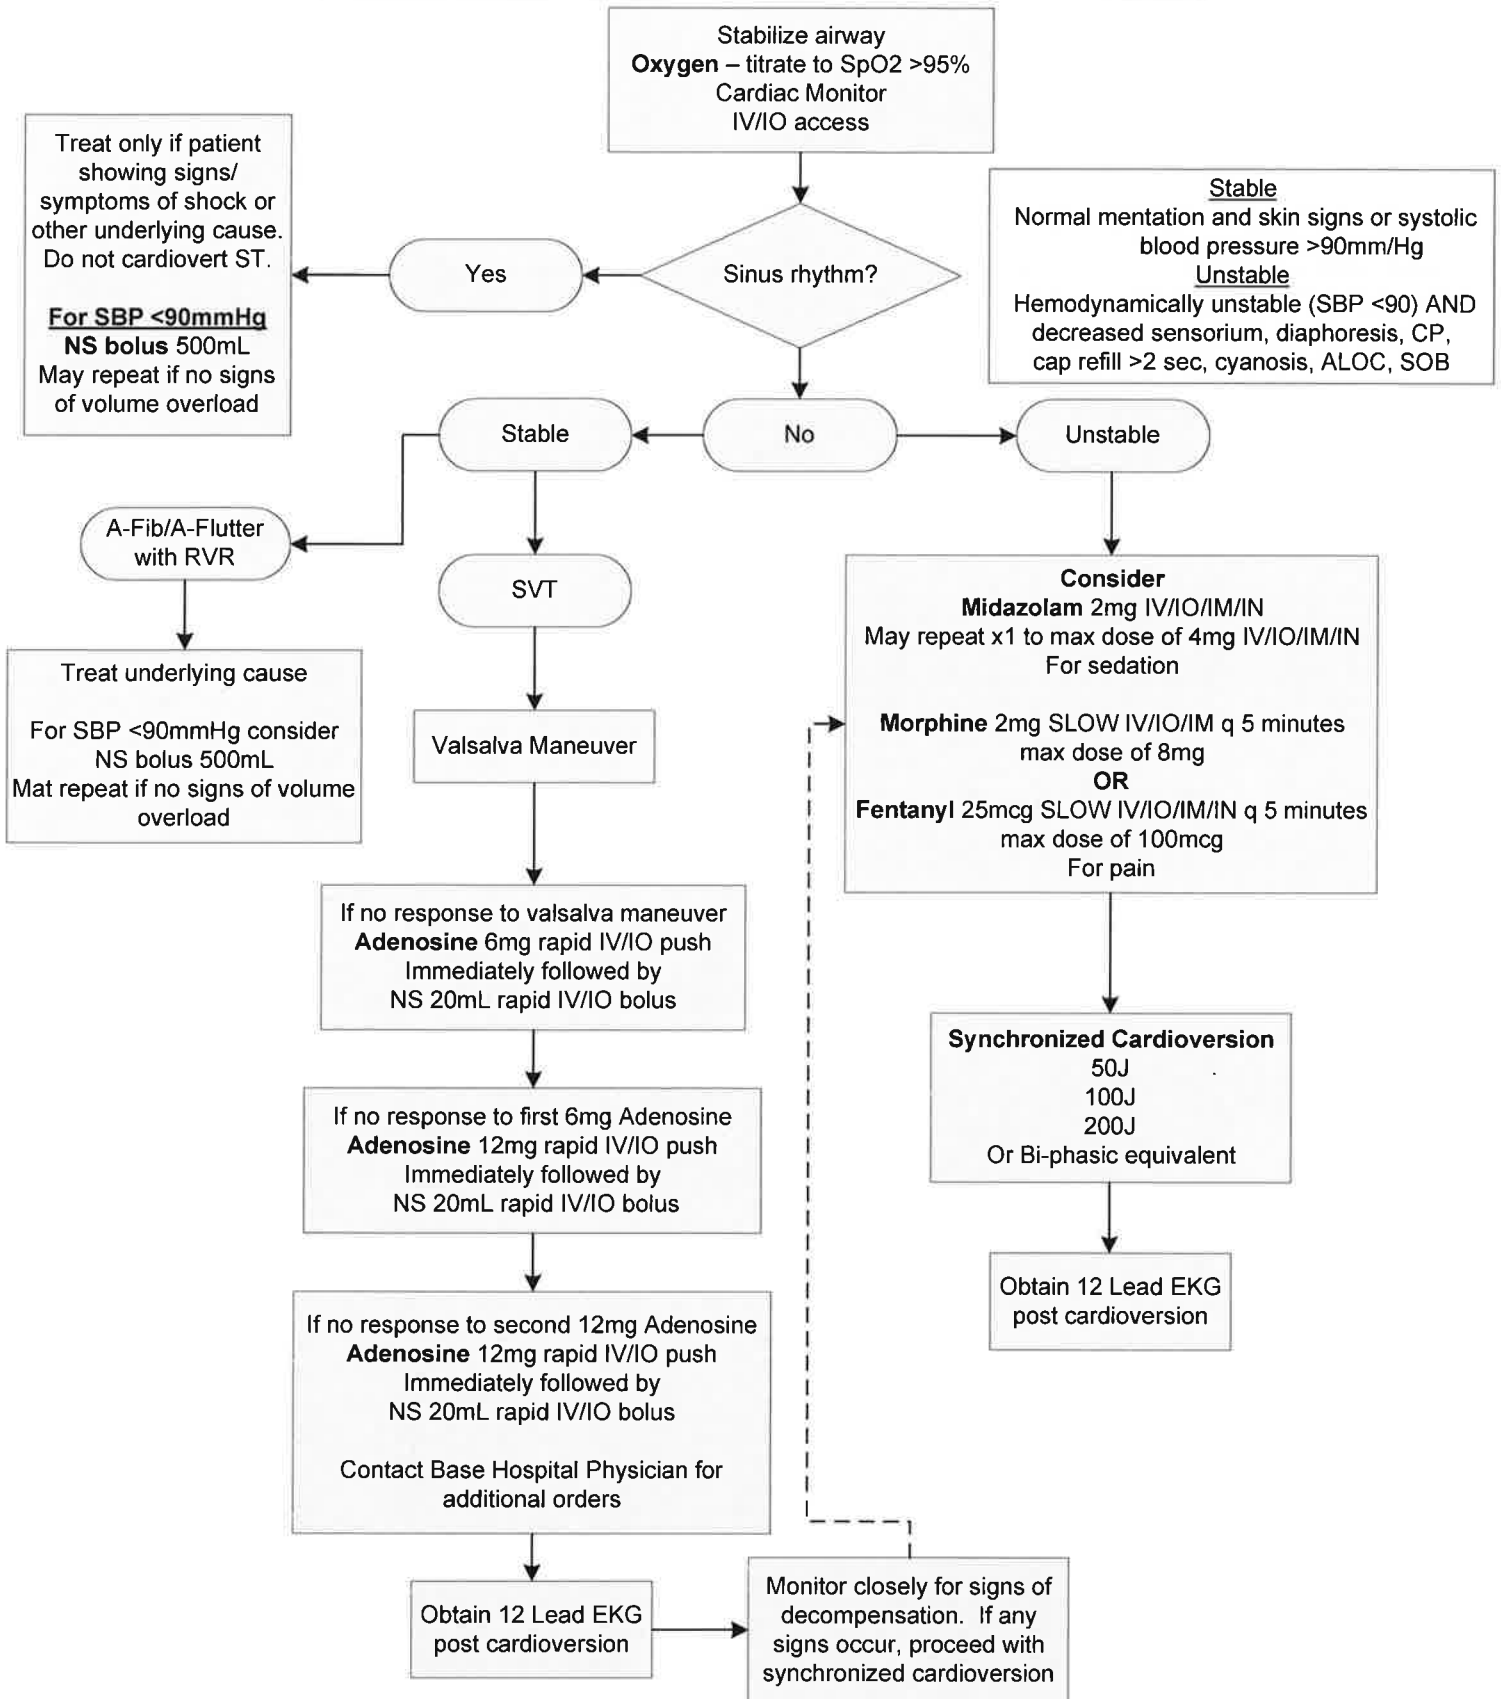 Stabilize airway
Oxygen – titrate to SpO2 >95%
Cardiac Monitor
IV/IO access
Treat only if patient
showing signs/
symptoms of shock or
other underlying cause.
Do not cardiovert ST.
For SBP <90mmHg
NS bolus 500mL
May repeat if no signs
of volume overload
Yes
Sinus rhythm?
Stable
Normal mentation and skin signs or systolic
blood pressure >90mm/Hg
Unstable
Hemodynamically unstable (SBP <90) AND
decreased sensorium, diaphoresis, CP,
cap refill >2 sec, cyanosis, ALOC, SOB
Stable
No
Unstable
A-Fib/A-Flutter
with RVR
SVT
Treat underlying cause
For SBP <90mmHg consider
NS bolus 500mL
Mat repeat if no signs of volume
overload
Valsalva Maneuver
Consider
Midazolam 2mg IV/IO/IM/IN
May repeat x1 to max dose of 4mg IV/IO/IM/IN
For sedation
Morphine 2mg SLOW IV/IO/IM q 5 minutes
max dose of 8mg
OR
Fentanyl 25mcg SLOW IV/IO/IM/IN q 5 minutes
max dose of 100mcg
For pain
If no response to valsalva maneuver
Adenosine 6mg rapid IV/IO push
Immediately followed by
NS 20mL rapid IV/IO bolus
Synchronized Cardioversion
50J
100J
200J
Or Bi-phasic equivalent
If no response to first 6mg Adenosine
Adenosine 12mg rapid IV/IO push
Immediately followed by
NS 20mL rapid IV/IO bolus
Obtain 12 Lead EKG
post cardioversion
If no response to second 12mg Adenosine
Adenosine 12mg rapid IV/IO push
Immediately followed by
NS 20mL rapid IV/IO bolus
Contact Base Hospital Physician for
additional orders
Obtain 12 Lead EKG
post cardioversion
Monitor closely for signs of
decompensation. If any
signs occur, proceed with
synchronized cardioversion